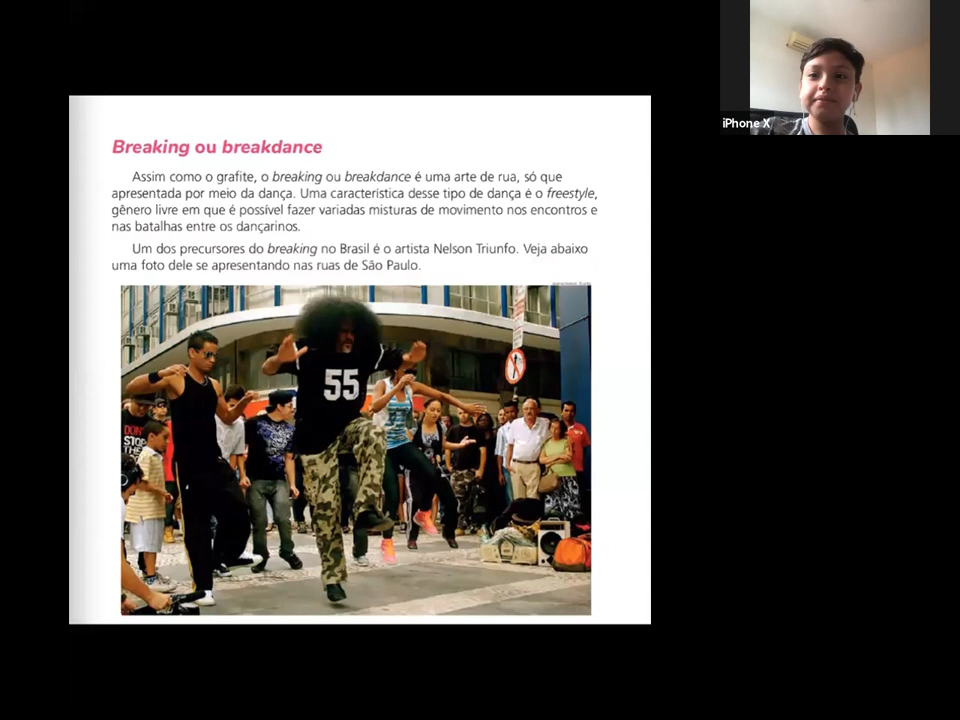 iPhone X
Breaking ou breakdance
Assim como o grafite, o breaking ou breakdance é uma arte de rua, só que
apresentada por meio da dança. Uma característica desse tipo de dança é o freestyle,
gênero livre em que é possível fazer variadas misturas de movimento nos encontros e
nas batalhas entre os dançarinos.
Um dos precursores do breaking no Brasil é o artista Nelson Triunfo. Veja abaixo
uma foto dele se apresentando nas ruas de São Paulo.
55
STOP
THE